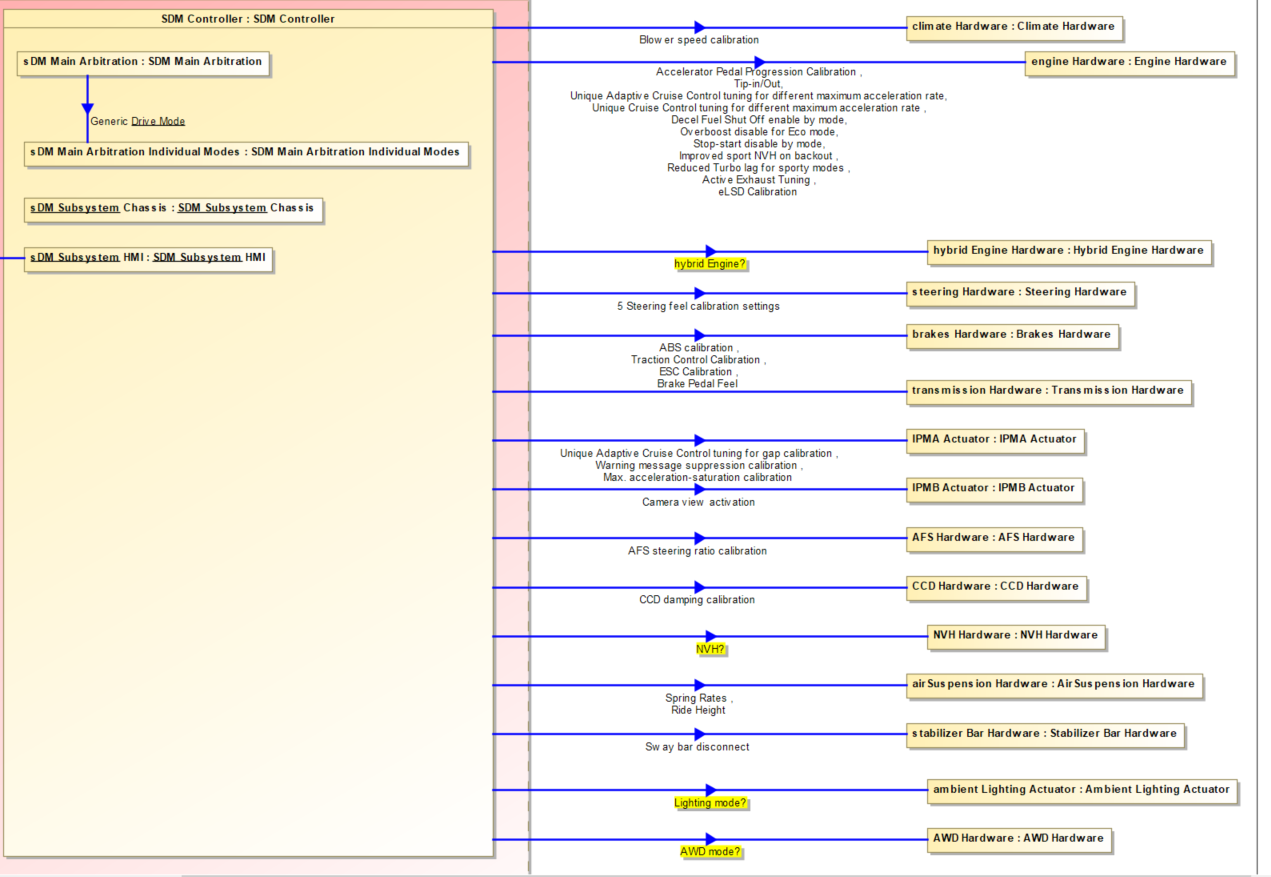 SDM Controller : SDM Controller
sDM Main Arbitration : SDM Main Arbitration
Generic Drive Mode
sDM Main Arbitration Individual Modes : SDM Main Arbitration Individual Modes
sDM Subsystem Chassis : SDM Subsystem Chassis
sDM Subsystem HMI : SDM Subsystem HMI
climate Hardware : Climate Hardware
Blower speed calibration
engine Hardware : Engine Hardware
Accelerator Pedal Progression Calibration ,
Tip-in/Out,
Unique Adaptive Cruise Control tuning for different maximum acceleration rate,
Unique Cruise Control tuning for different maximum acceleration rate ,
Decel Fuel Shut Off enable by mode,
Overboost disable for Eco mode,
Stop-start disable by mode,
Improved sport NVH on backout ,
Reduced Turbo lag for sporty modes ,
Active Exhaust Tuning ,
eLSD Calibration
hybrid Engine Hardware : Hybrid Engine Hardware
hybrid Engine?
steering Hardware : Steering Hardware
5 Steering feel calibration settings
brakes Hardware : Brakes Hardware
ABS calibration ,
Traction Control Calibration ,
ESC Calibration ,
Brake Pedal Feel
transmission Hardware : Transmission Hardware
IPMA Actuator : IPMA Actuator
Unique Adaptive Cruise Control tuning for gap calibration ,
Warning message suppression calibration ,
Max. acceleration-saturation calibration
IPMB Actuator : IPMB Actuator
Camera view activation
AFS Hardware : AFS Hardware
AFS steering ratio calibration
CCD Hardware : CCD Hardware
CCD damping calibration
NVH Hardware : NVH Hardware
NVH?
airSuspension Hardware : AirSuspension Hardware
Spring Rates ,
Ride Height
stabilizer Bar Hardware : Stabilizer Bar Hardware
Sway bar disconnect
ambient Lighting Actuator : Ambient Lighting Actuator
Lighting mode?
AWD Hardware : AWD Hardware
AWD mode?